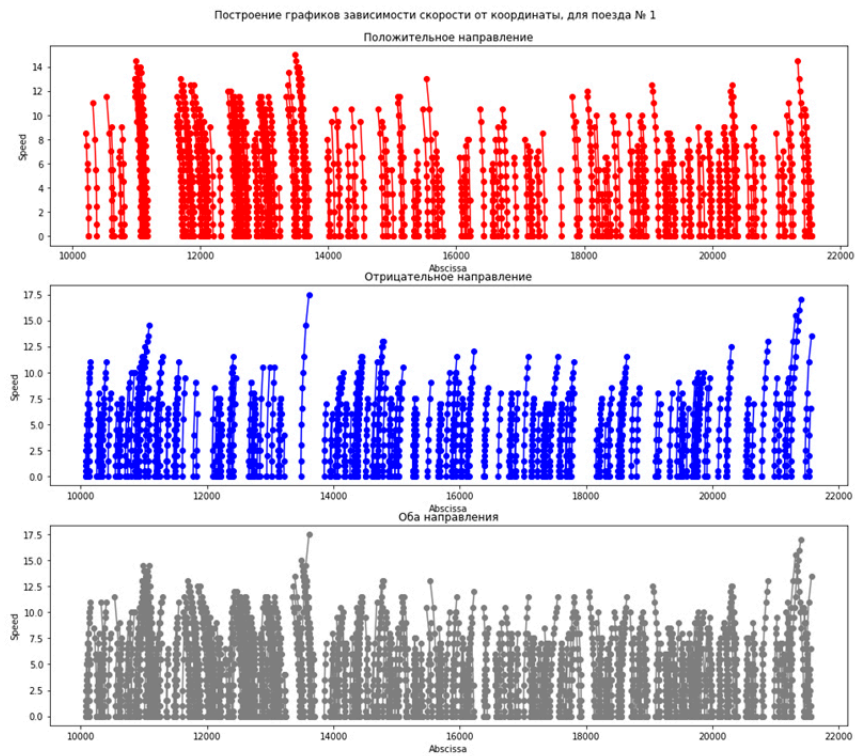 Построение графиков зависимости скорости от координаты, для поезда № 1
Положительное направление
Speed
14
12
10
8
6
4
2
0
10000 12000 14000 16000 18000 20000 22000
Abscissa
Отрицательное направление
Speed
17.5
15.0
12.5
10.0
7.5
5.0
2.5
0.0
10000 12000 14000 16000 18000 20000 22000
Abscissa
Оба направления
Speed
17.5
15.0
12.5
10.0
7.5
5.0
2.5
0.0
10000 12000 14000 16000 18000 20000 22000
Abscissa